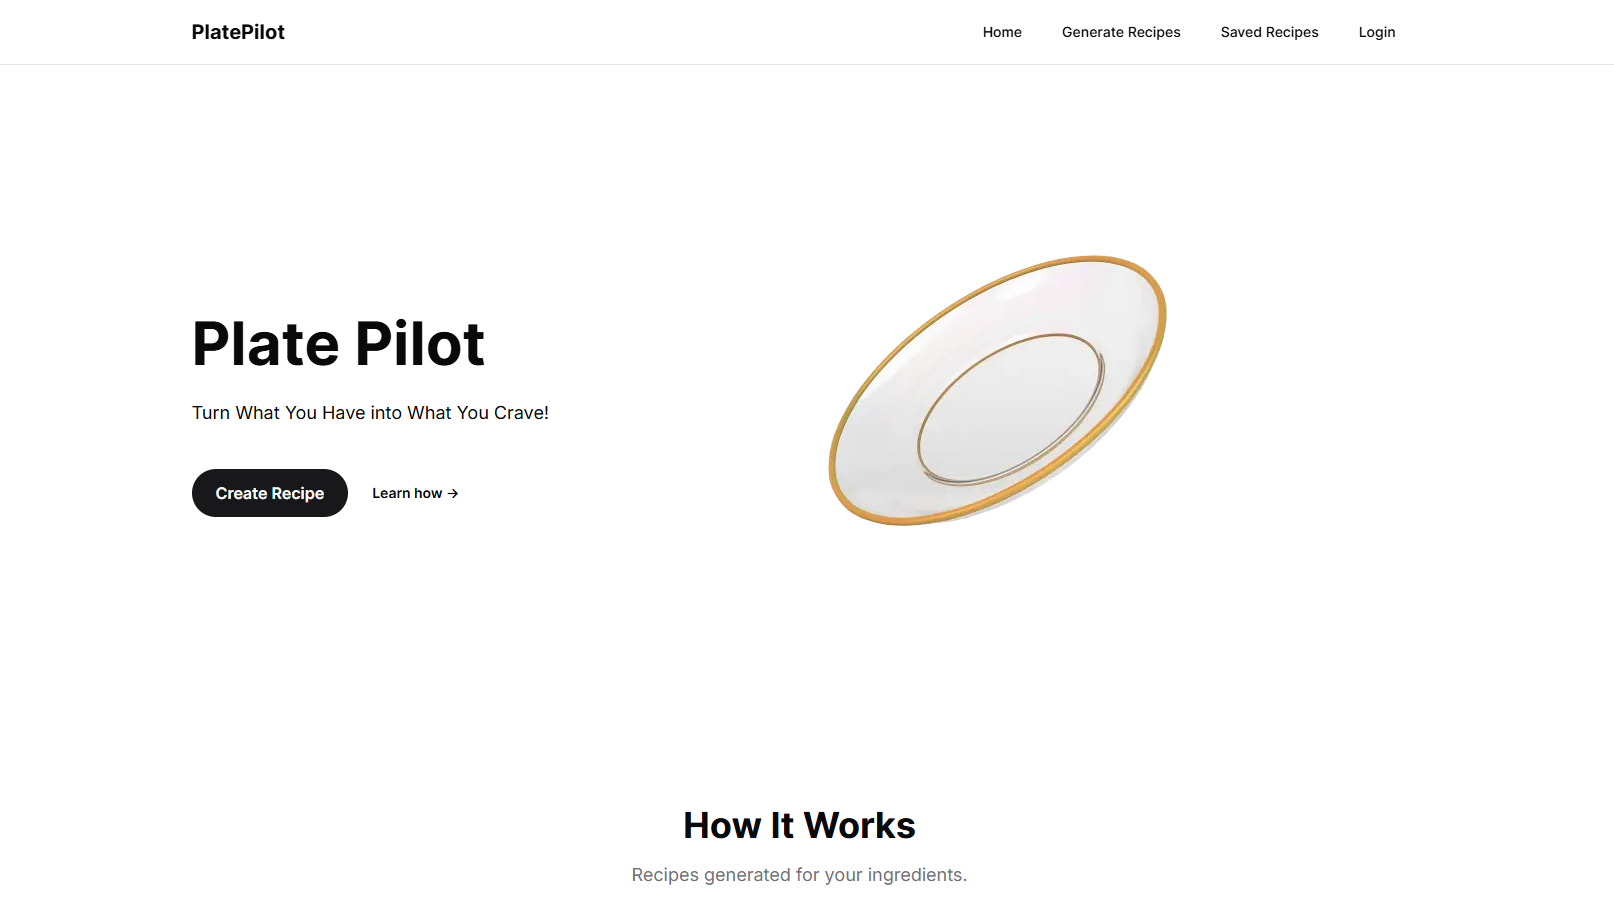 PlatePilot
Home Generate Recipes Saved Recipes Login
Plate Pilot
Turn What You Have into What You Crave!
Create Recipe Learn how →
How It Works
Recipes generated for your ingredients.